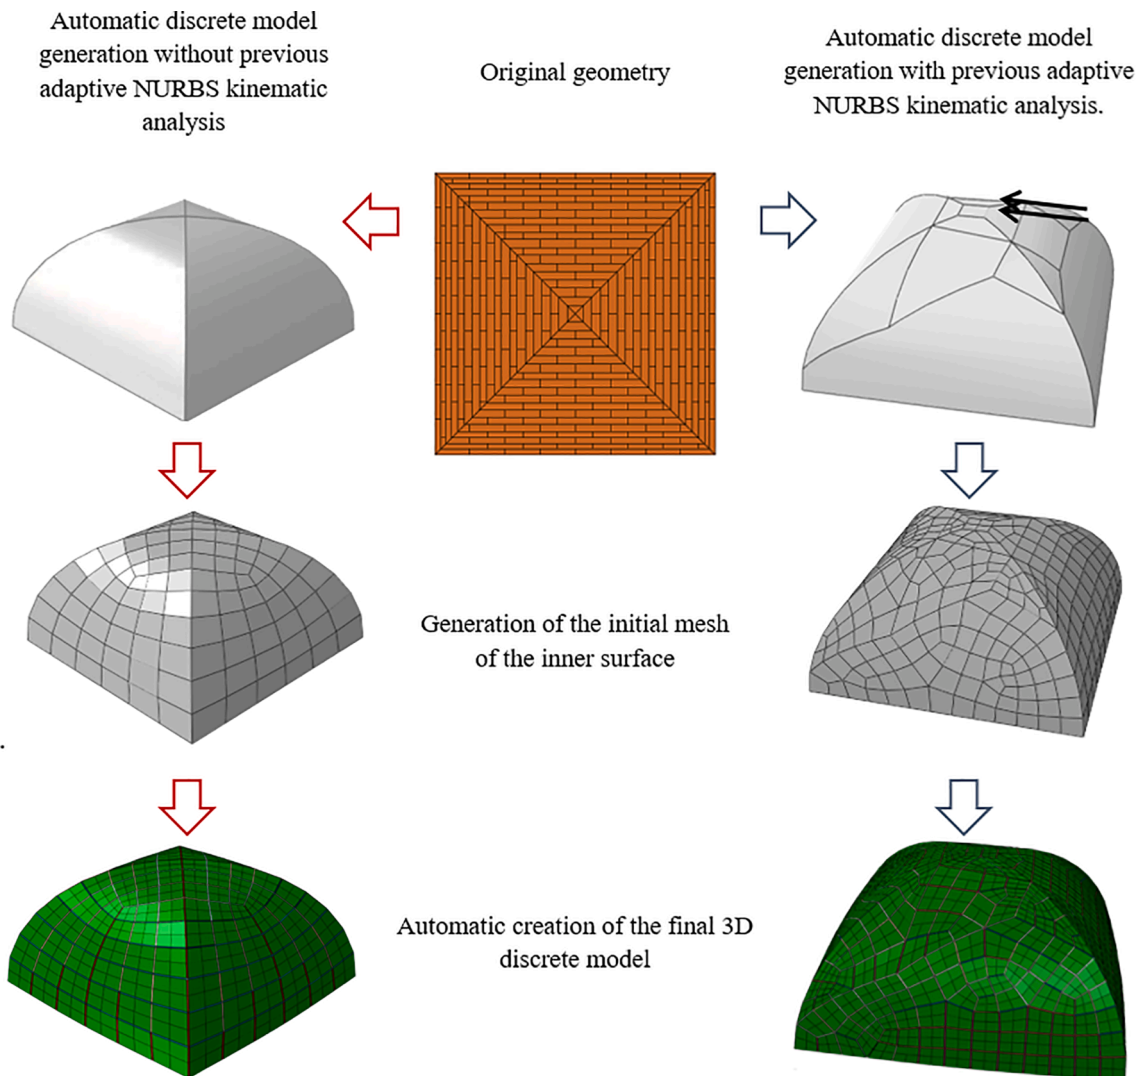 Automatic discrete model
generation without previous
adaptive NURBS kinematic
analysis
Original geometry
Automatic discrete model
generation with previous adaptive
NURBS kinematic analysis.
Generation of the initial mesh
of the inner surface
.
Automatic creation of the final 3D
discrete model